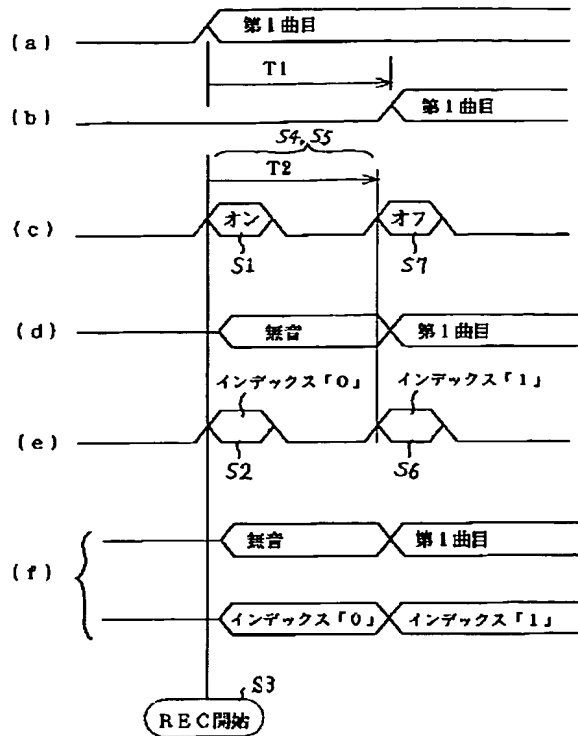 (a) 第1曲目
T1
(b) 第1曲目
S4,S5
T2
(c) オン オフ
S1 S7
(d) 無音 第1曲目
インデックス「0」 インデックス「1」
(e)
S2 S6
(f) 無音 第1曲目
インデックス「0」 インデックス「1」
S3
REC開始